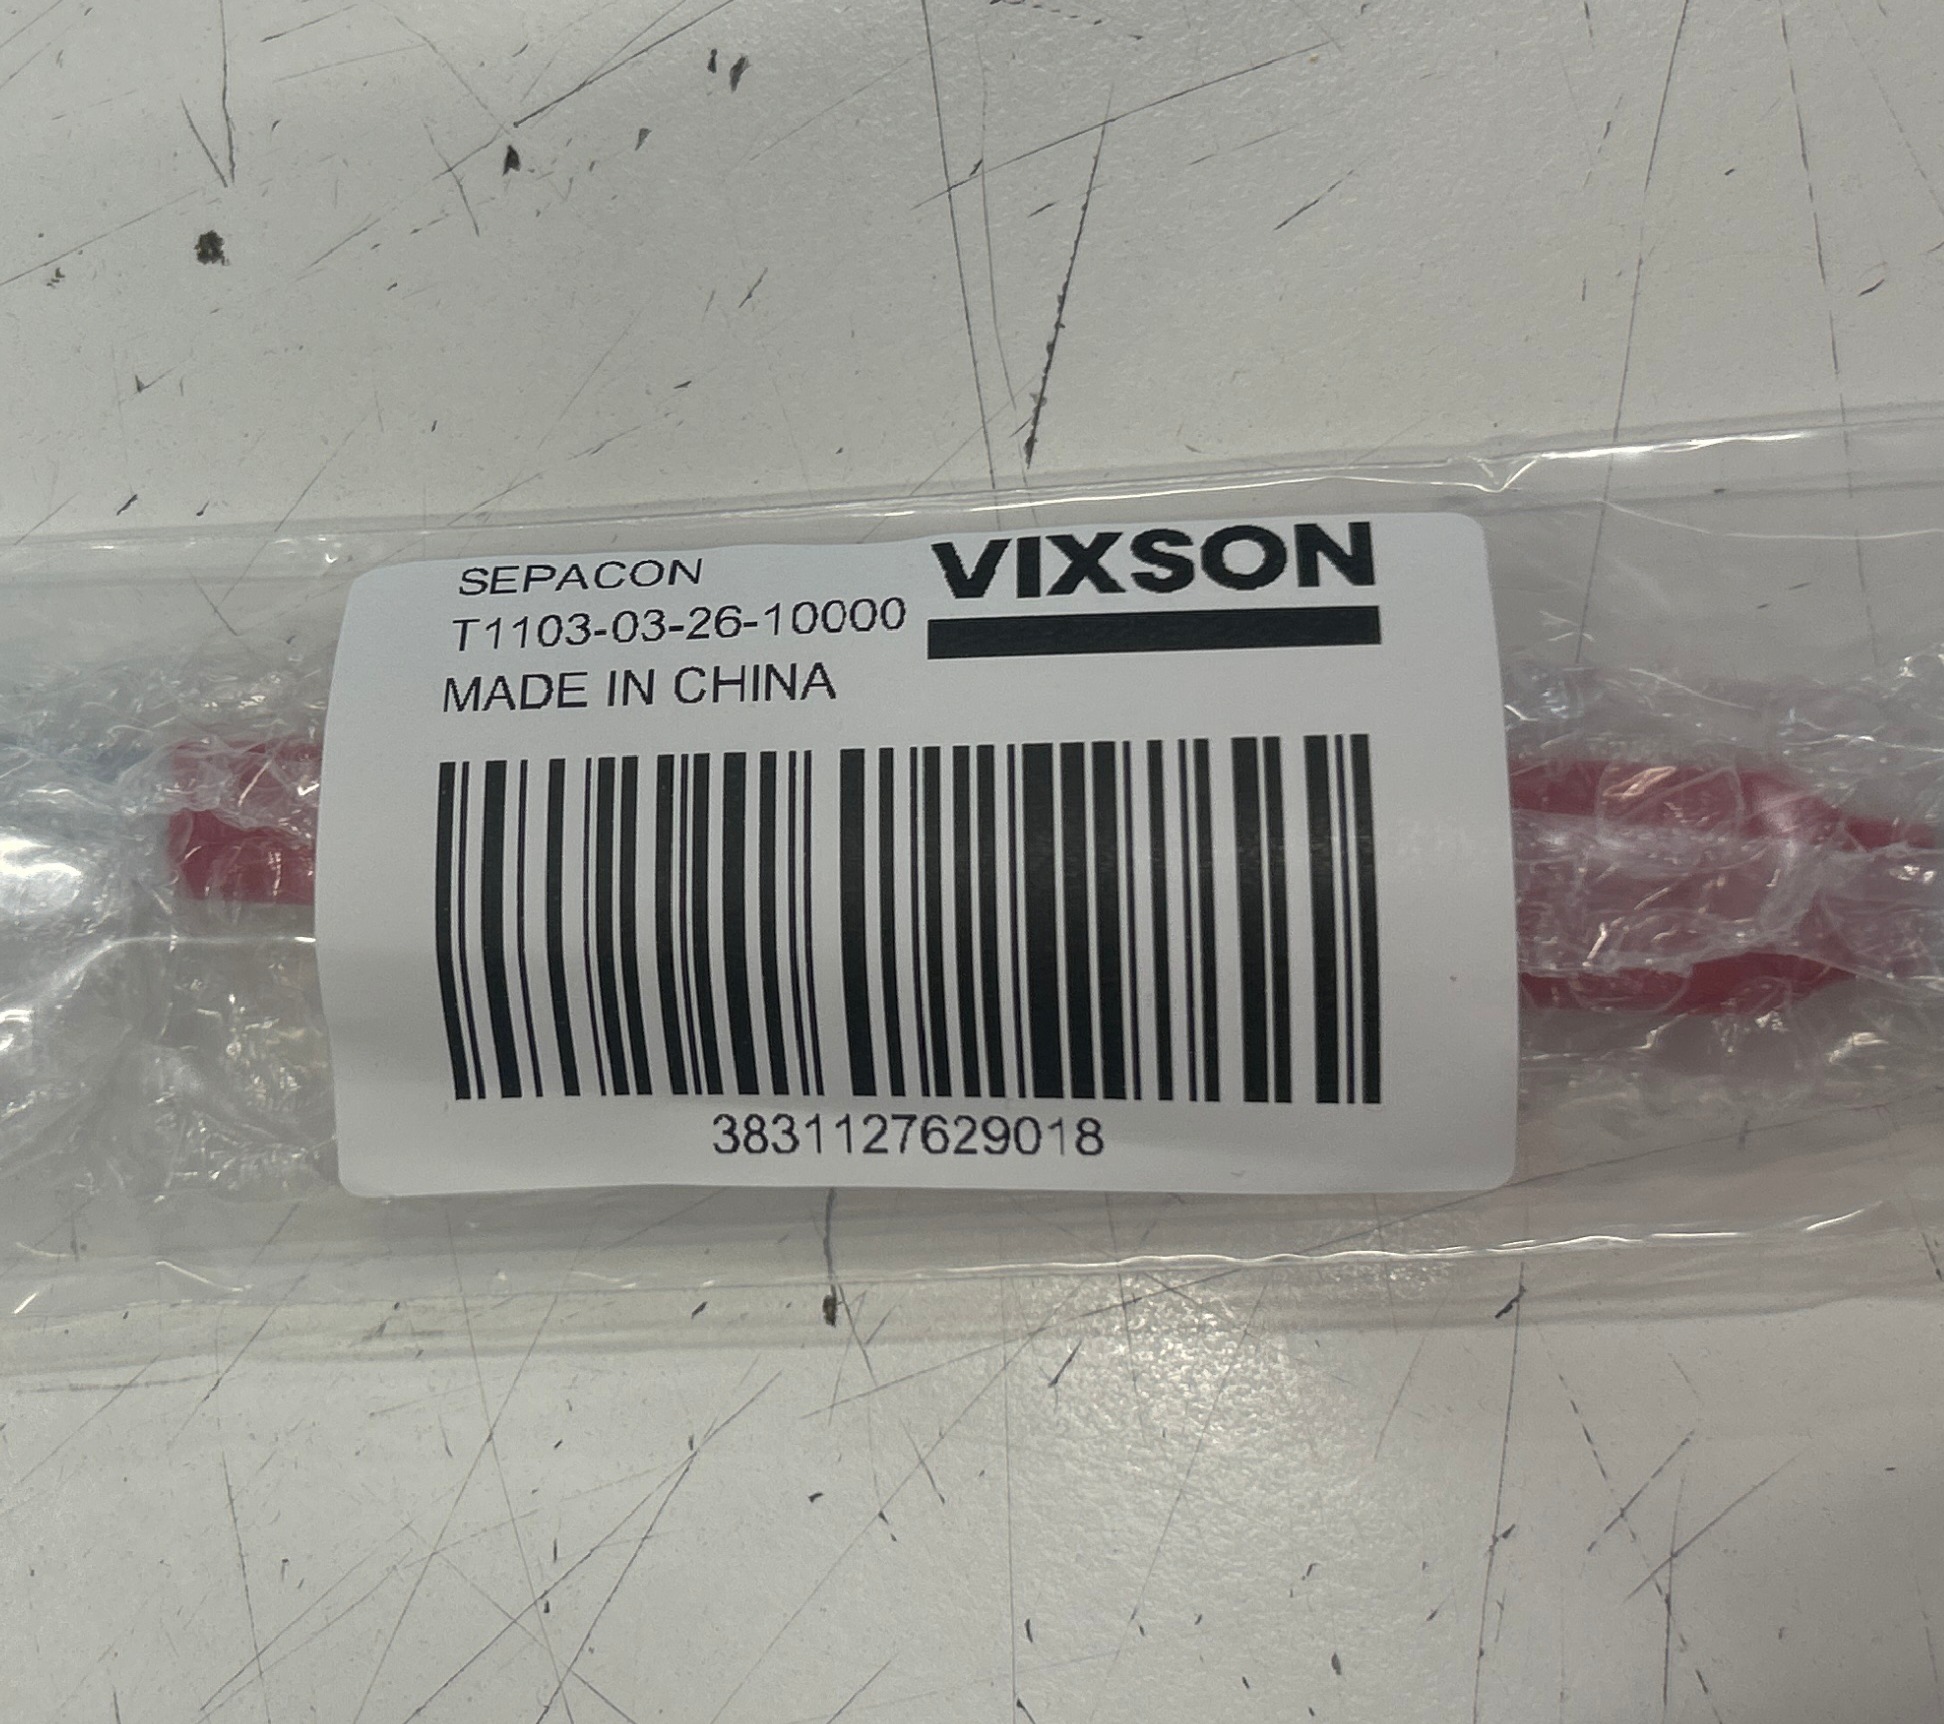 SEPACON
VIXSON
T1103-03-26-10000
MADE IN CHINA
3831127629018